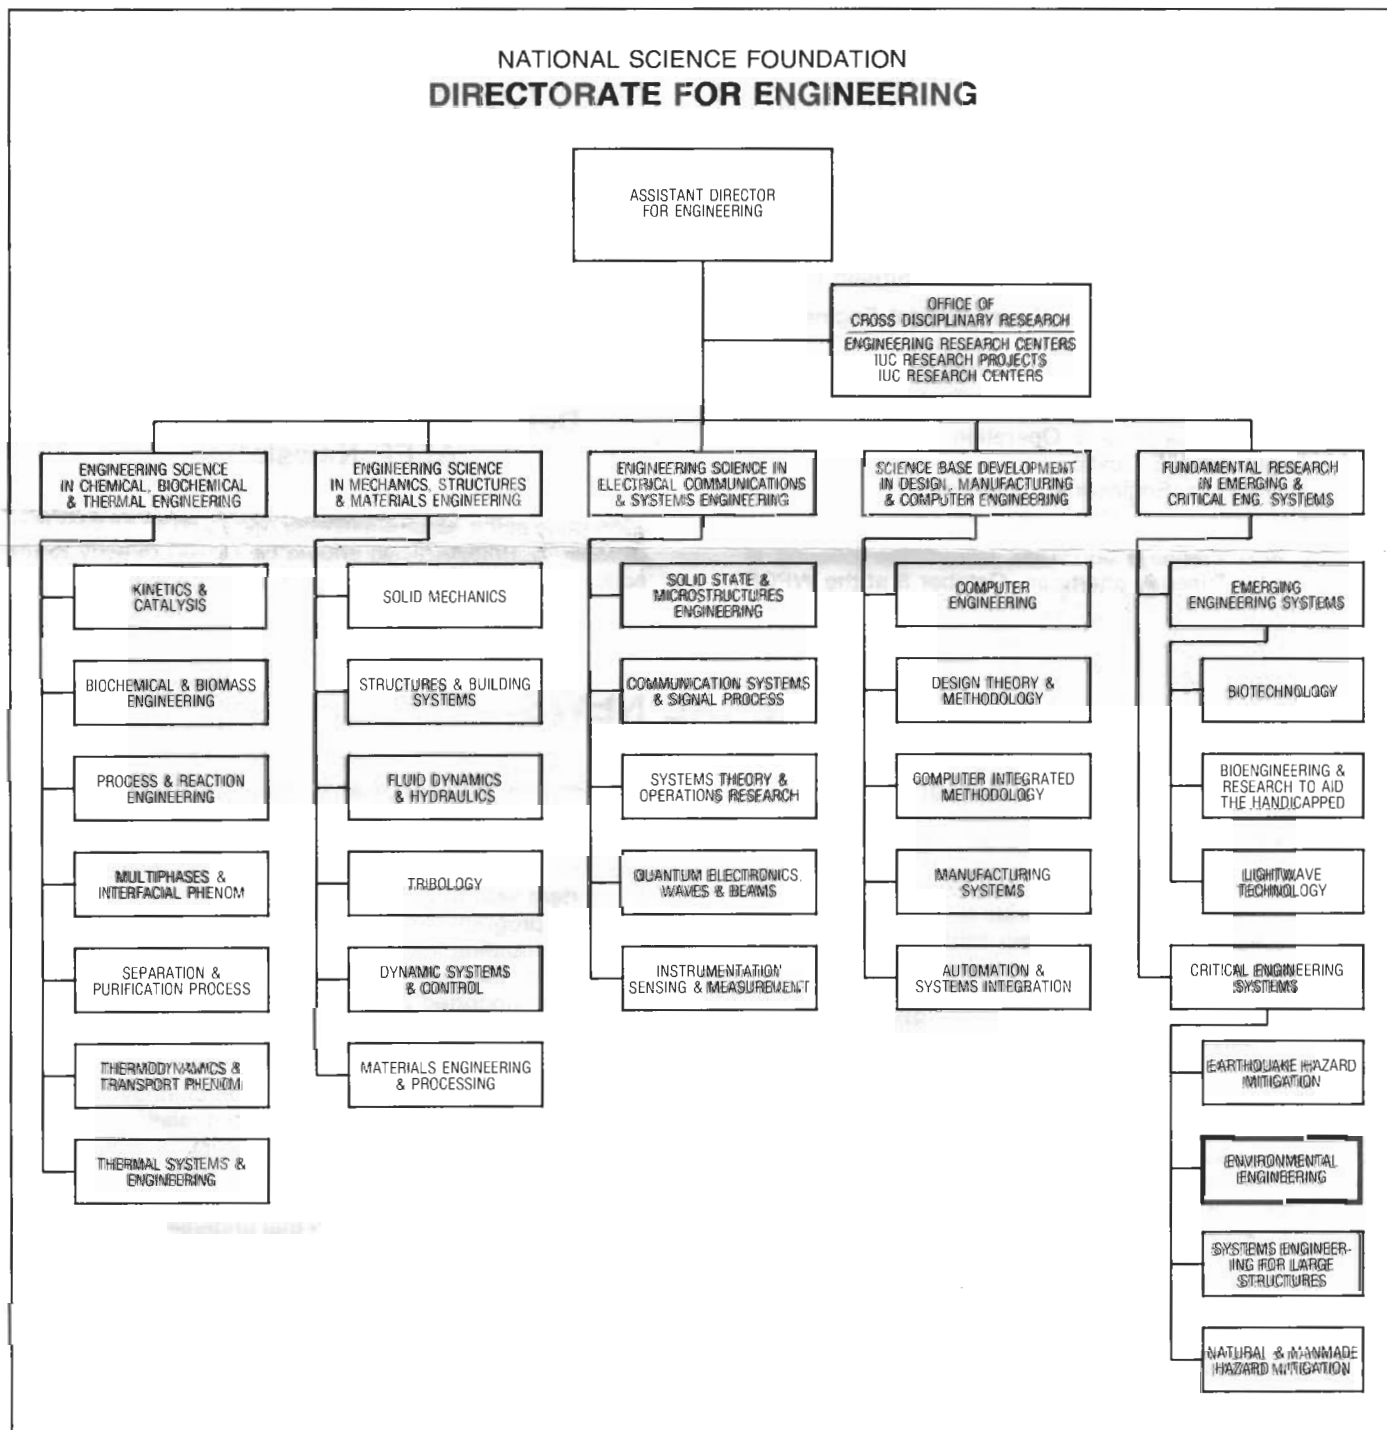 NATIONAL SCIENCE FOUNDATION
DIRECTORATE FOR ENGINEERING
ASSISTANT DIRECTOR
FOR ENGINEERING
OFFICE OF
CROSS DISCIPLINARY RESEARCH
ENGINEERING RESEARCH CENTERS
IUC RESEARCH PROJECTS
IUC RESEARCH CENTERS
ENGINEERING SCIENCE
IN CHEMICAL, BIOCHEMICAL
& THERMAL ENGINEERING
KINETICS &
CATALYSIS
BIOCHEMICAL & BIOMASS
ENGINEERING
PROCESS & REACTION
ENGINEERING
MULTIPHASES &
INTERFACIAL PHENOM
SEPARATION &
PURIFICATION PROCESS
THERMODYNAMICS &
TRANSPORT PHENOM
THERMAL SYSTEMS &
ENGINEERING
ENGINEERING SCIENCE
IN MECHANICS, STRUCTURES
& MATERIALS ENGINEERING
SOLID MECHANICS
STRUCTURES & BUILDING
SYSTEMS
FLUID DYNAMICS
& HYDRAULICS
TRIBOLOGY
DYNAMIC SYSTEMS
& CONTROL
MATERIALS ENGINEERING
& PROCESSING
ENGINEERING SCIENCE IN
ELECTRICAL COMMUNICATIONS
& SYSTEMS ENGINEERING
SOLID STATE &
MICROSTRUCTURES
ENGINEERING
COMMUNICATION SYSTEMS
& SIGNAL PROCESS
SYSTEMS THEORY &
OPERATIONS RESEARCH
QUANTUM ELECTRONICS,
WAVES & BEAMS
INSTRUMENTATION
SENSING & MEASUREMENT
SCIENCE BASE DEVELOPMENT
IN DESIGN, MANUFACTURING
& COMPUTER ENGINEERING
COMPUTER
ENGINEERING
DESIGN THEORY &
METHODOLOGY
COMPUTER INTEGRATED
METHODOLOGY
MANUFACTURING
SYSTEMS
AUTOMATION &
SYSTEMS INTEGRATION
FUNDAMENTAL RESEARCH
IN EMERGING &
CRITICAL ENG. SYSTEMS
EMERGING
ENGINEERING SYSTEMS
BIOTECHNOLOGY
BIOENGINEERING &
RESEARCH TO AID
THE HANDICAPPED
LIGHTWAVE
TECHNOLOGY
CRITICAL ENGINEERING
SYSTEMS
EARTHQUAKE HAZARD
MITIGATION
ENVIRONMENTAL
ENGINEERING
SYSTEMS ENGINEER-
ING FOR LARGE
STRUCTURES
NATURAL & MANMADE
HAZARD MITIGATION